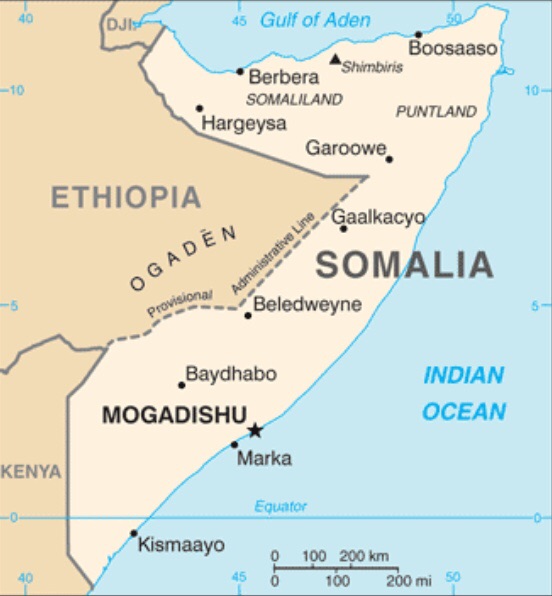 40
45
50
Gulf of Aden
DJI.
Boosaaso
Shimbiris
Berbera
10
10
SOMALILAND
PUNTLAND
Hargeysa
Garoowe
ETHIOPIA
Gaalkacyo
OGADĒN
Administrative Line
SOMALIA
Provisional
Beledweyne
5
5
Baydhabo
INDIAN
OCEAN
MOGADISHU
Marka
KENYA
Equator
0
0
Kismaayo
0 100 200 km
0 100 200 mi
40
45
50